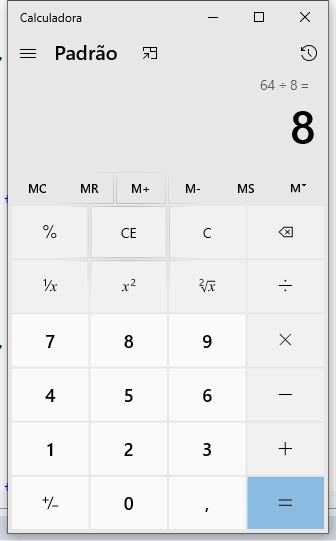 Calculadora
Padrão
64 ÷ 8 =
8
MC MR M+ M- MS M˅
% CE C
¹/x x² ²√x ÷
7 8 9 ×
4 5 6 −
1 2 3 +
+/− 0 , =